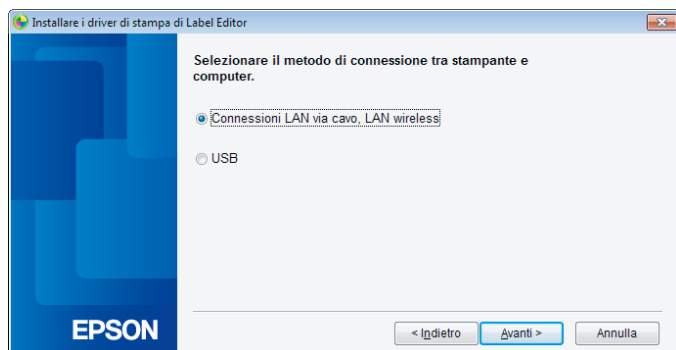 Installare i driver di stampa di Label Editor
Selezionare il metodo di connessione tra stampante e
computer.
Connessioni LAN via cavo, LAN wireless
USB
EPSON
< Indietro
Avanti >
Annulla